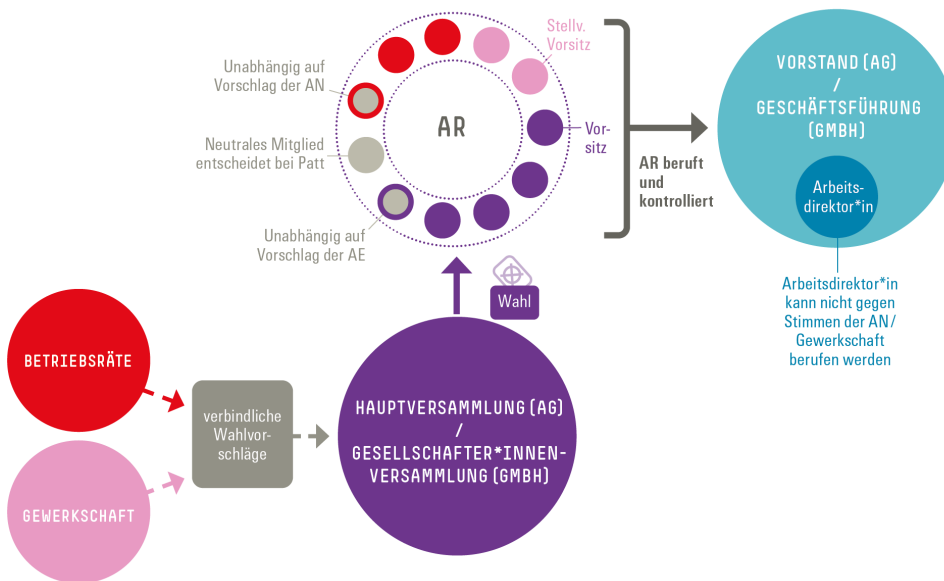 Stellv.
Vorsitz
Unabhängig auf
Vorschlag der AN
AR
Vor-
sitz
Neutrales Mitglied
entscheidet bei Patt
Unabhängig auf
Vorschlag der AE
AR beruft
und
kontrolliert
VORSTAND (AG)
/
GESCHÄFTSFÜHRUNG
(GMBH)
Arbeits-
direktor*in
Arbeitsdirektor*in
kann nicht gegen
Stimmen der AN/
Gewerkschaft
berufen werden
Wahl
BETRIEBSRÄTE
GEWERKSCHAFT
verbindliche
Wahlvor-
schläge
HAUPTVERSAMMLUNG (AG)
/
GESELLSCHAFTER*INNEN-
VERSAMMLUNG (GMBH)